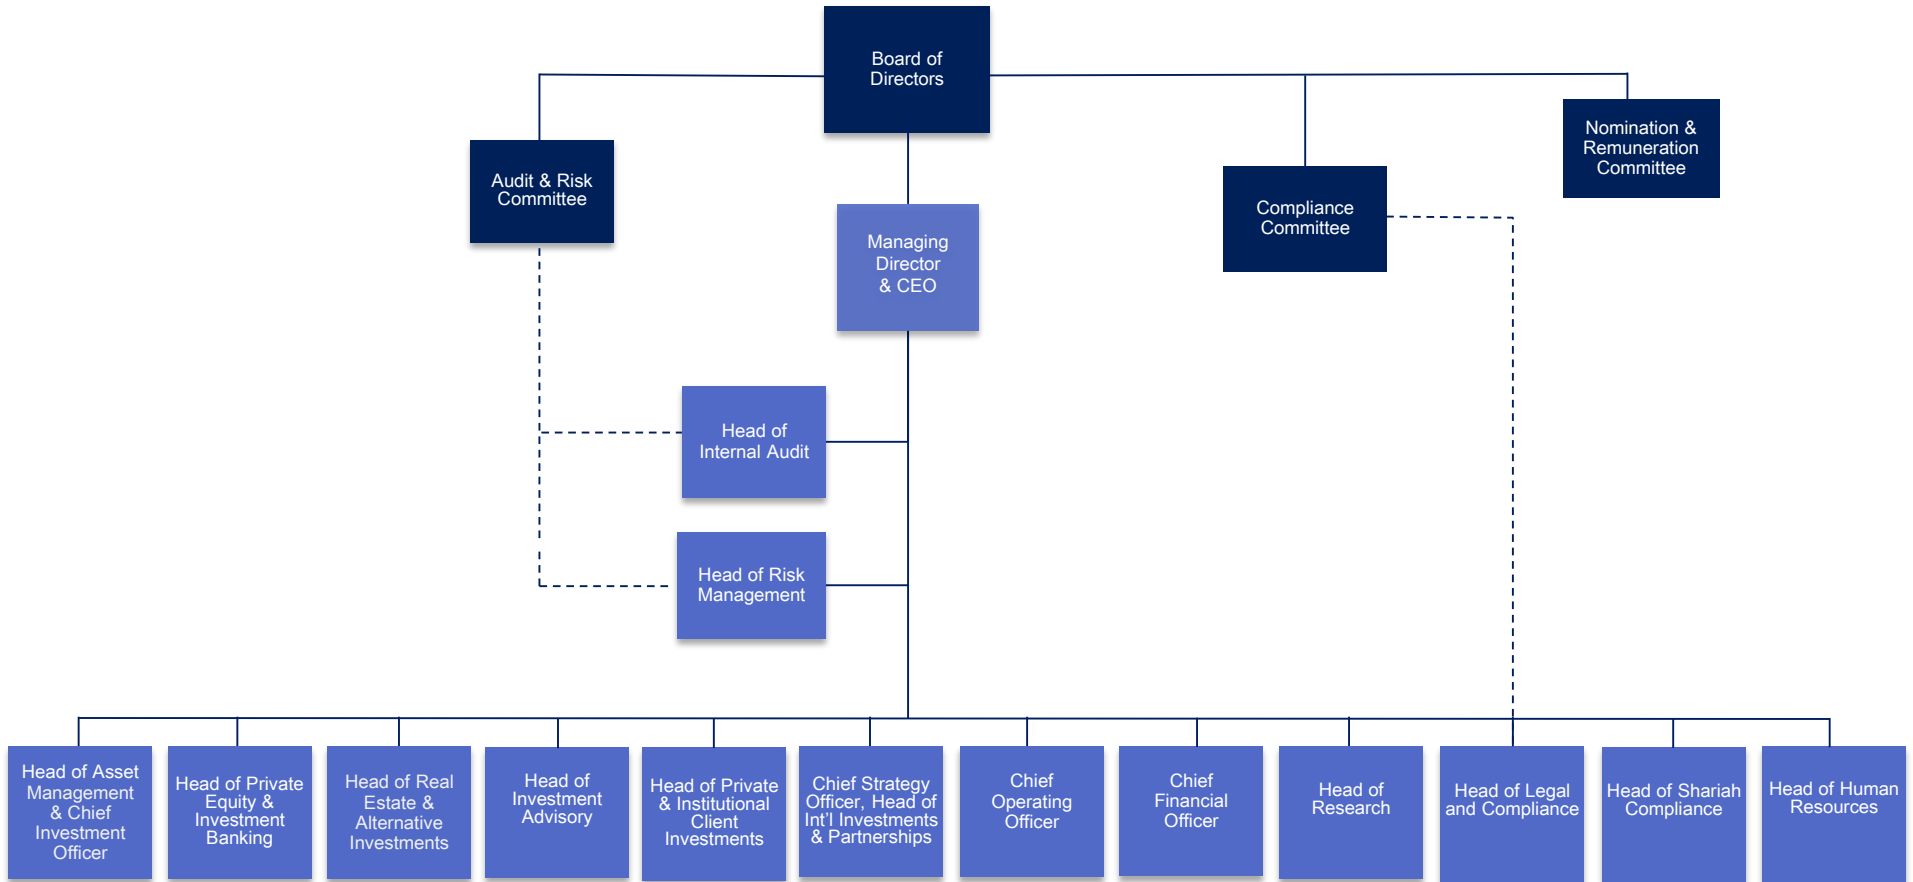 Board of
Directors
Nomination &
Remuneration
Committee
Audit & Risk
Committee
Compliance
Committee
Managing
Director
& CEO
Head of
Internal Audit
Head of Risk
Management
Head of Asset
Management
& Chief
Investment
Officer
Head of Private
Equity &
Investment
Banking
Head of Real
Estate &
Alternative
Investments
Head of
Investment
Advisory
Head of Private
& Institutional
Client
Investments
Chief Strategy
Officer, Head of
Int'l Investments
& Partnerships
Chief
Operating
Officer
Chief
Financial
Officer
Head of
Research
Head of Legal
and Compliance
Head of Shariah
Compliance
Head of Human
Resources